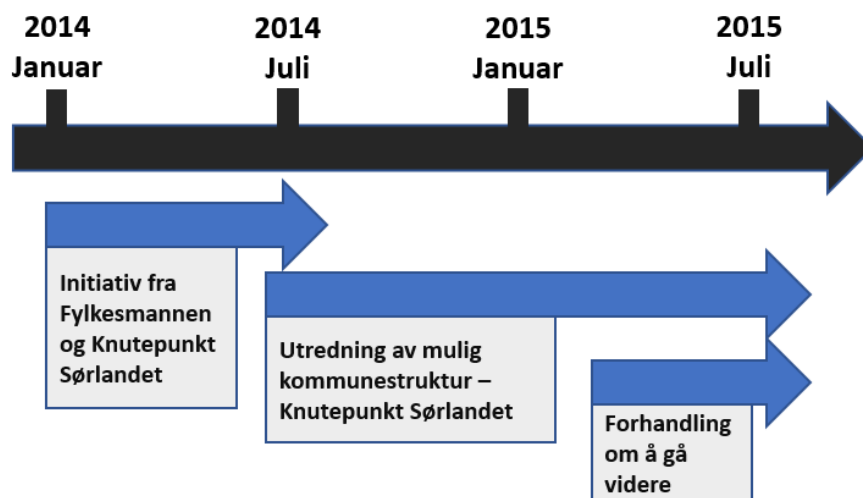 2014
Januar
2014
Juli
2015
Januar
2015
Juli
Initiativ fra
Fylkesmannen
og Knutepunkt
Sørlandet
Utredning av mulig
kommunestruktur –
Knutepunkt Sørlandet
Forhandling
om å gå
videre